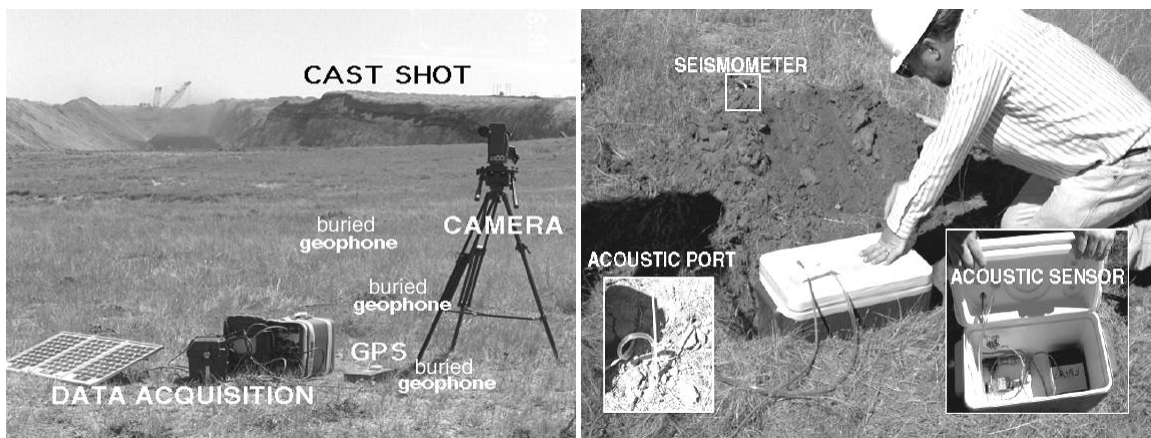 CAST SHOT
CAMERA
buried
geophone
buried
geophone
GPS
buried
geophone
DATA ACQUISITION
SEISMOMETER
ACOUSTIC PORT
ACOUSTIC SENSOR